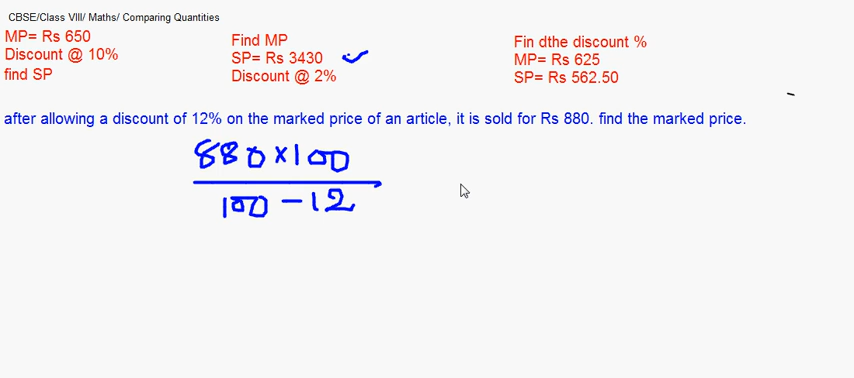 CBSE/Class VIII/ Maths/ Comparing Quantities
MP= Rs 650
Discount @ 10%
find SP
Find MP
SP= Rs 3430
Discount @ 2%
Fin dthe discount %
MP= Rs 625
SP= Rs 562.50
after allowing a discount of 12% on the marked price of an article, it is sold for Rs 880. find the marked price.
880×100
100-12